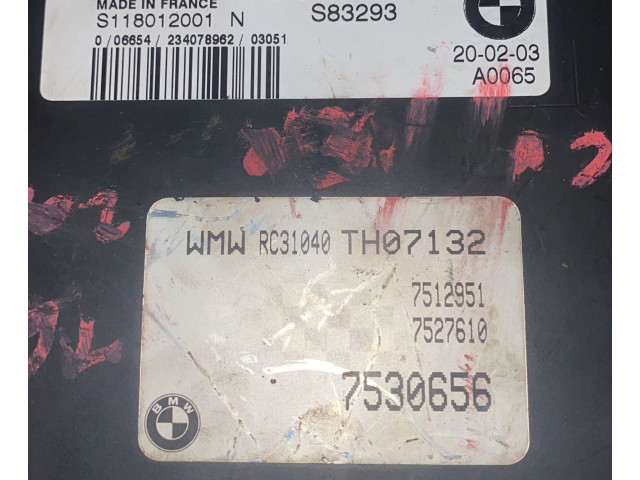 MADE IN FRANCE
S118012001 N
S83293
0 / 06654 / 234078962 / 03051
20-02-03
A0065
WMW RC31040 TH07132
7512951
7527610
7530656
BMW